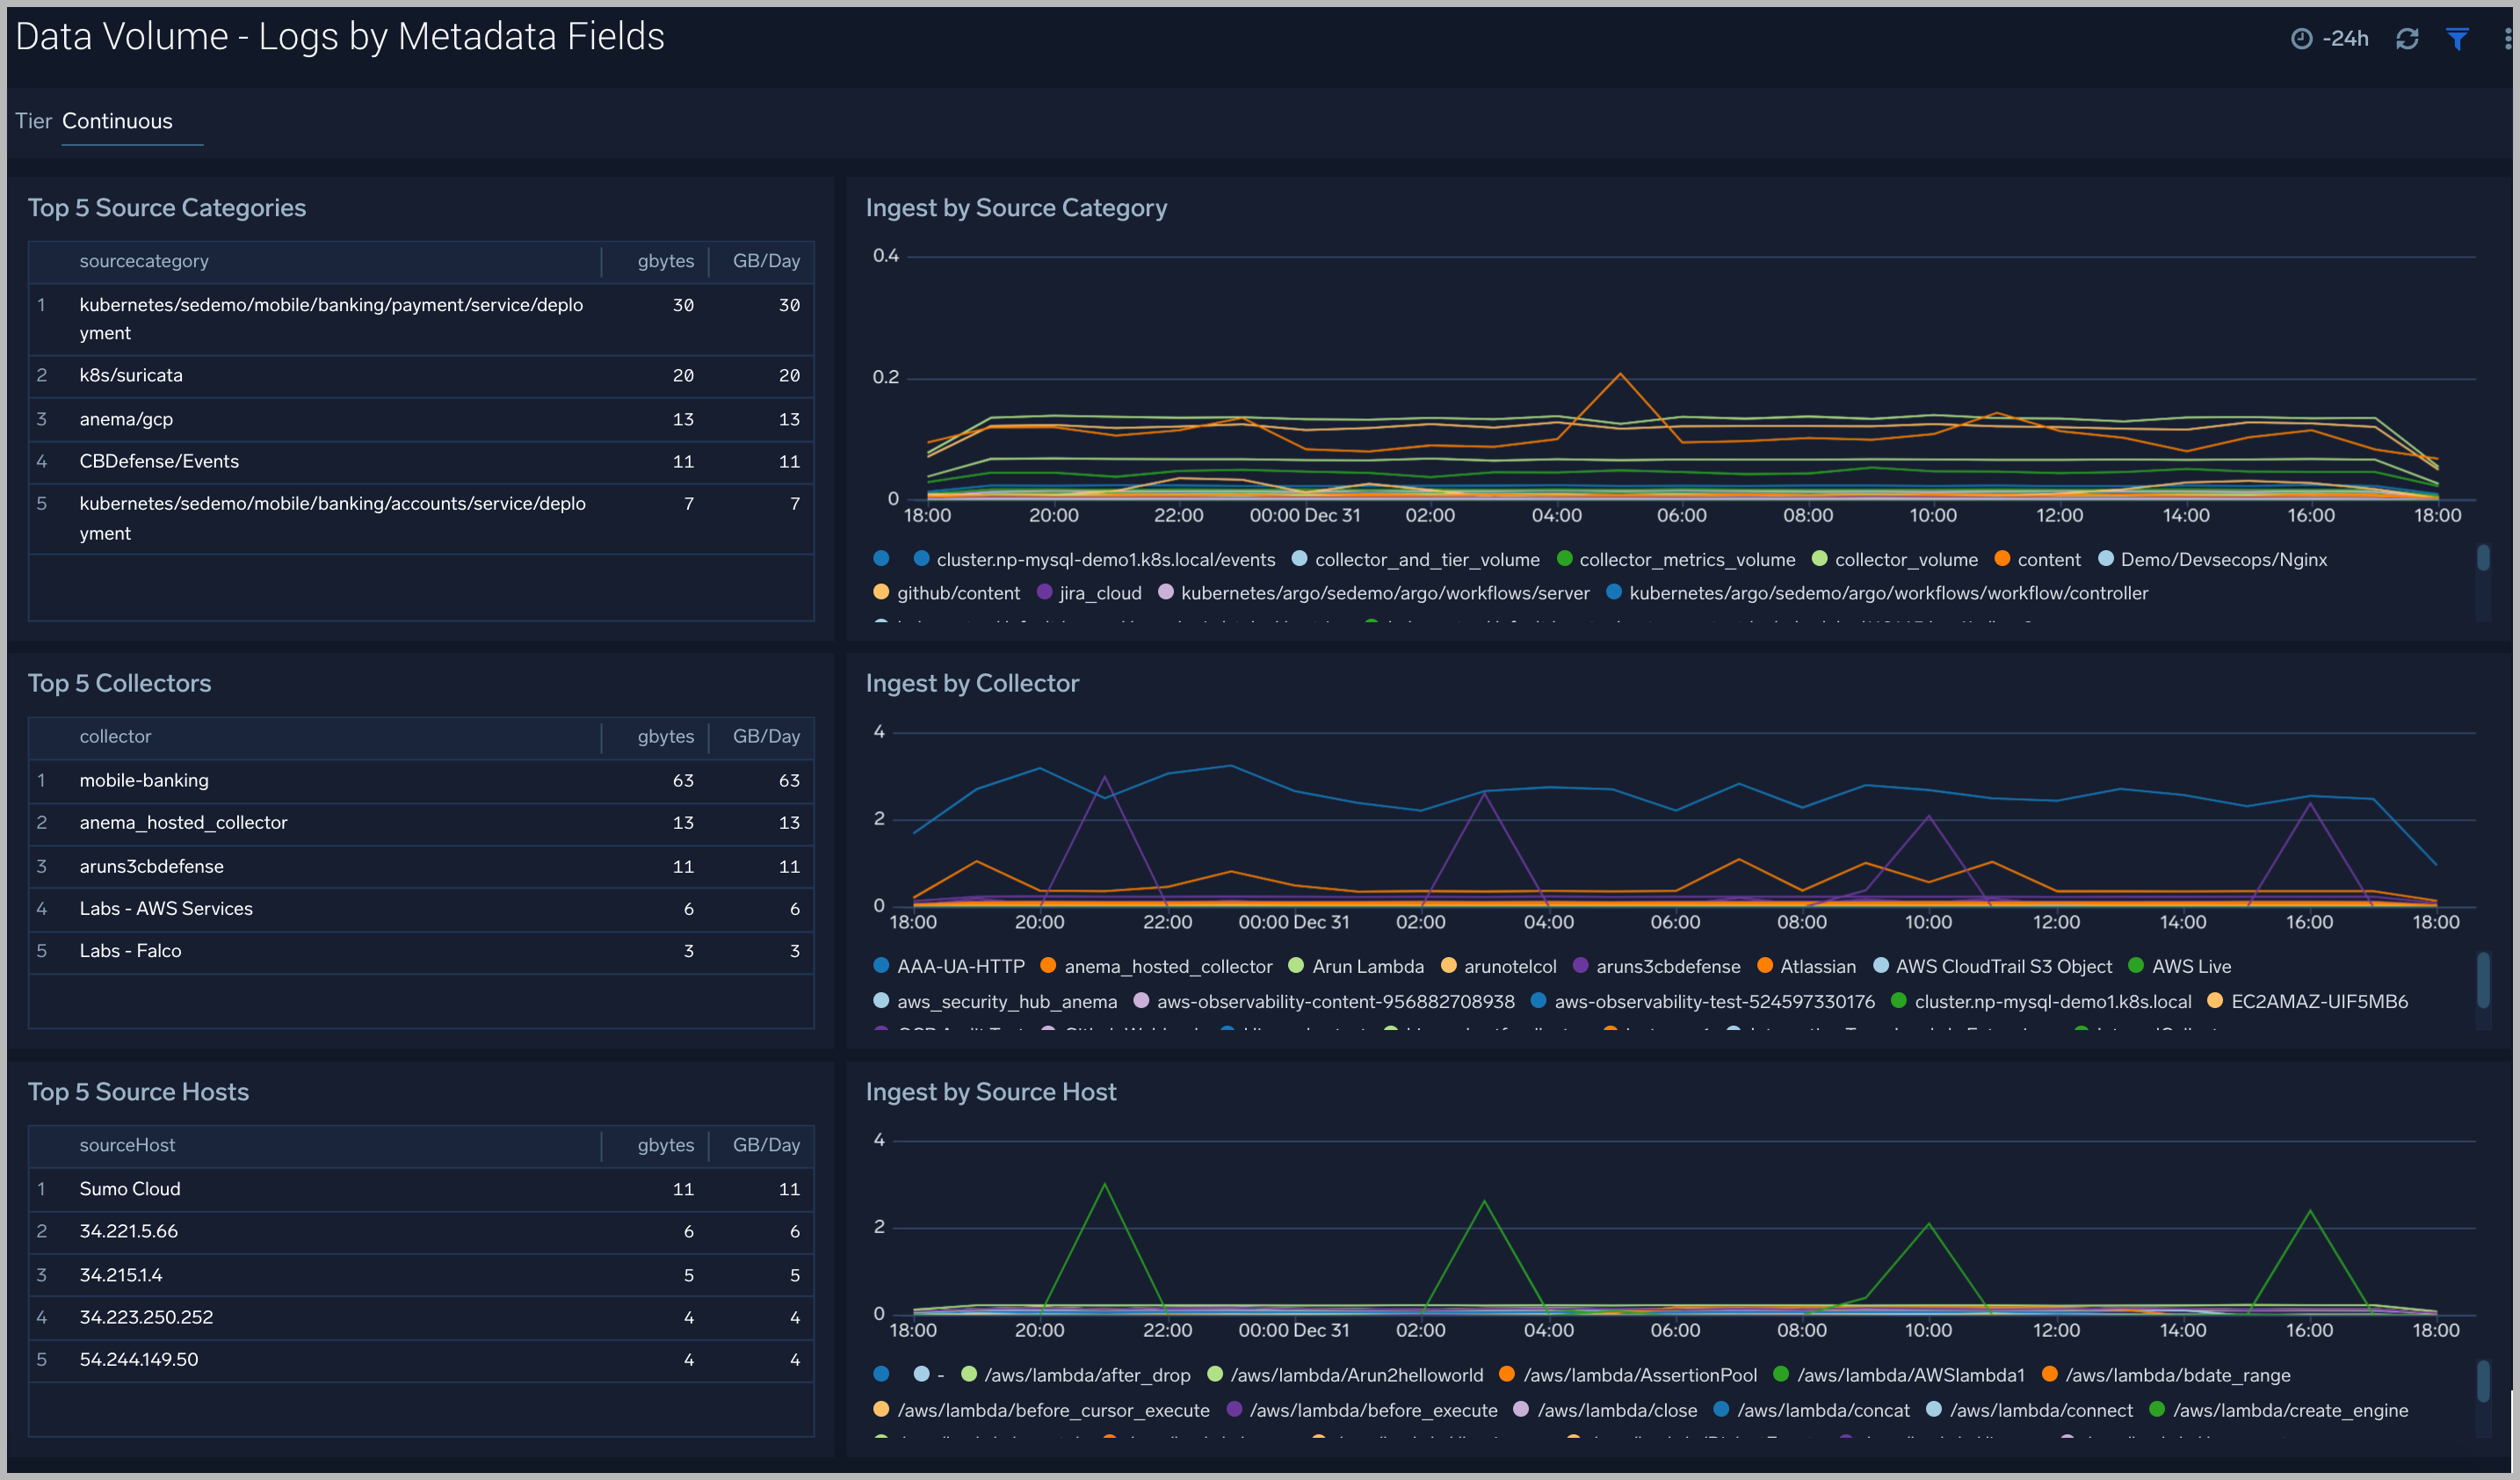 Data Volume - Logs by Metadata Fields
-24h
Tier Continuous
Top 5 Source Categories
sourcecategory gbytes GB/Day
1 kubernetes/sedemo/mobile/banking/payment/service/deplo 30 30
yment
2 k8s/suricata 20 20
3 anema/gcp 13 13
4 CBDefense/Events 11 11
5 kubernetes/sedemo/mobile/banking/accounts/service/deplo 7 7
yment
Ingest by Source Category
0.4
0.2
0
18:00 20:00 22:00 00:00 Dec 31 02:00 04:00 06:00 08:00 10:00 12:00 14:00 16:00 18:00
cluster.np-mysql-demo1.k8s.local/events collector_and_tier_volume collector_metrics_volume collector_volume content Demo/Devsecops/Nginx
github/content jira_cloud kubernetes/argo/sedemo/argo/workflows/server kubernetes/argo/sedemo/argo/workflows/workflow/controller
Top 5 Collectors
collector gbytes GB/Day
1 mobile-banking 63 63
2 anema_hosted_collector 13 13
3 aruns3cbdefense 11 11
4 Labs - AWS Services 6 6
5 Labs - Falco 3 3
Ingest by Collector
4
2
0
18:00 20:00 22:00 00:00 Dec 31 02:00 04:00 06:00 08:00 10:00 12:00 14:00 16:00 18:00
AAA-UA-HTTP anema_hosted_collector Arun Lambda arunotelcol aruns3cbdefense Atlassian AWS CloudTrail S3 Object AWS Live
aws_security_hub_anema aws-observability-content-956882708938 aws-observability-test-524597330176 cluster.np-mysql-demo1.k8s.local EC2AMAZ-UIF5MB6
Top 5 Source Hosts
sourceHost gbytes GB/Day
1 Sumo Cloud 11 11
2 34.221.5.66 6 6
3 34.215.1.4 5 5
4 34.223.250.252 4 4
5 54.244.149.50 4 4
Ingest by Source Host
4
2
0
18:00 20:00 22:00 00:00 Dec 31 02:00 04:00 06:00 08:00 10:00 12:00 14:00 16:00 18:00
- /aws/lambda/after_drop /aws/lambda/Arun2helloworld /aws/lambda/AssertionPool /aws/lambda/AWSlambda1 /aws/lambda/bdate_range
/aws/lambda/before_cursor_execute /aws/lambda/before_execute /aws/lambda/close /aws/lambda/concat /aws/lambda/connect /aws/lambda/create_engine